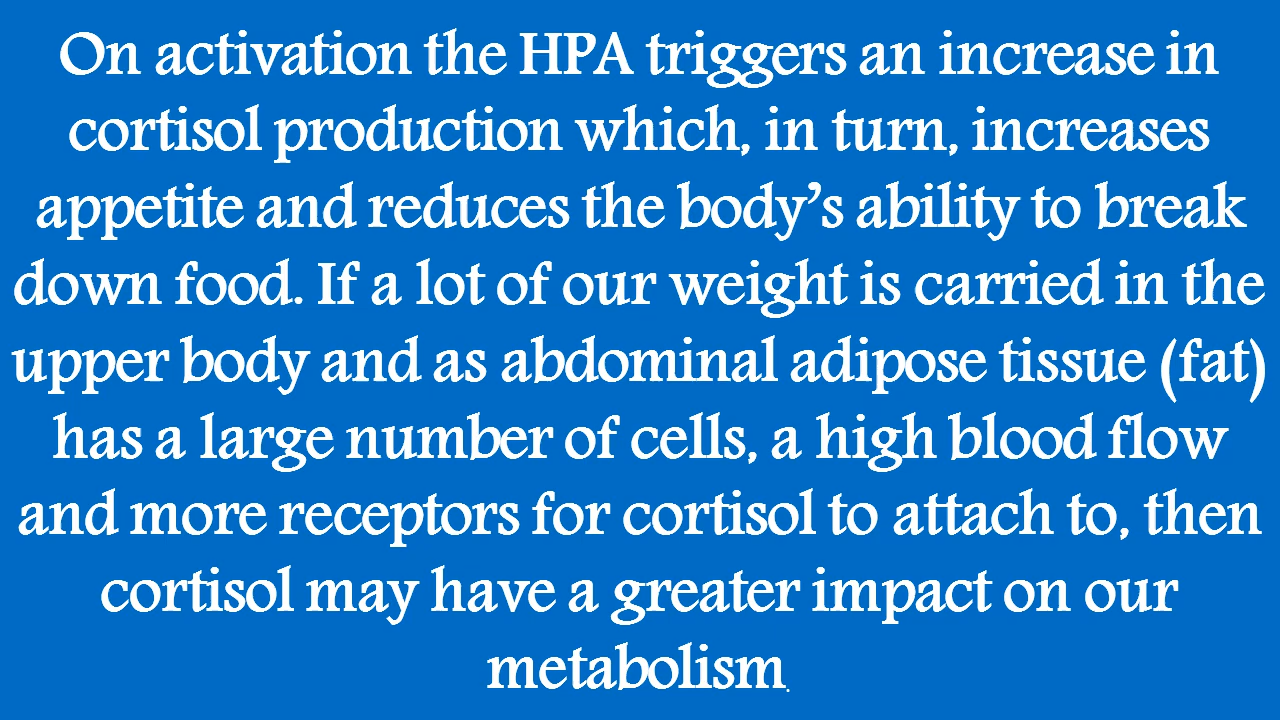 On activation the HPA triggers an increase in
cortisol production which, in turn, increases
appetite and reduces the body’s ability to break
down food. If a lot of our weight is carried in the
upper body and as abdominal adipose tissue (fat)
has a large number of cells, a high blood flow
and more receptors for cortisol to attach to, then
cortisol may have a greater impact on our
metabolism.